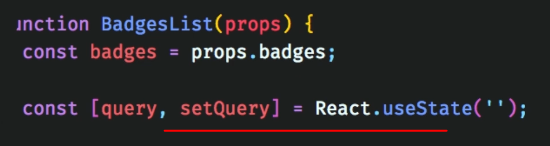 unction BadgesList(props) {
const badges = props.badges;
const [query, setQuery] = React.useState('');